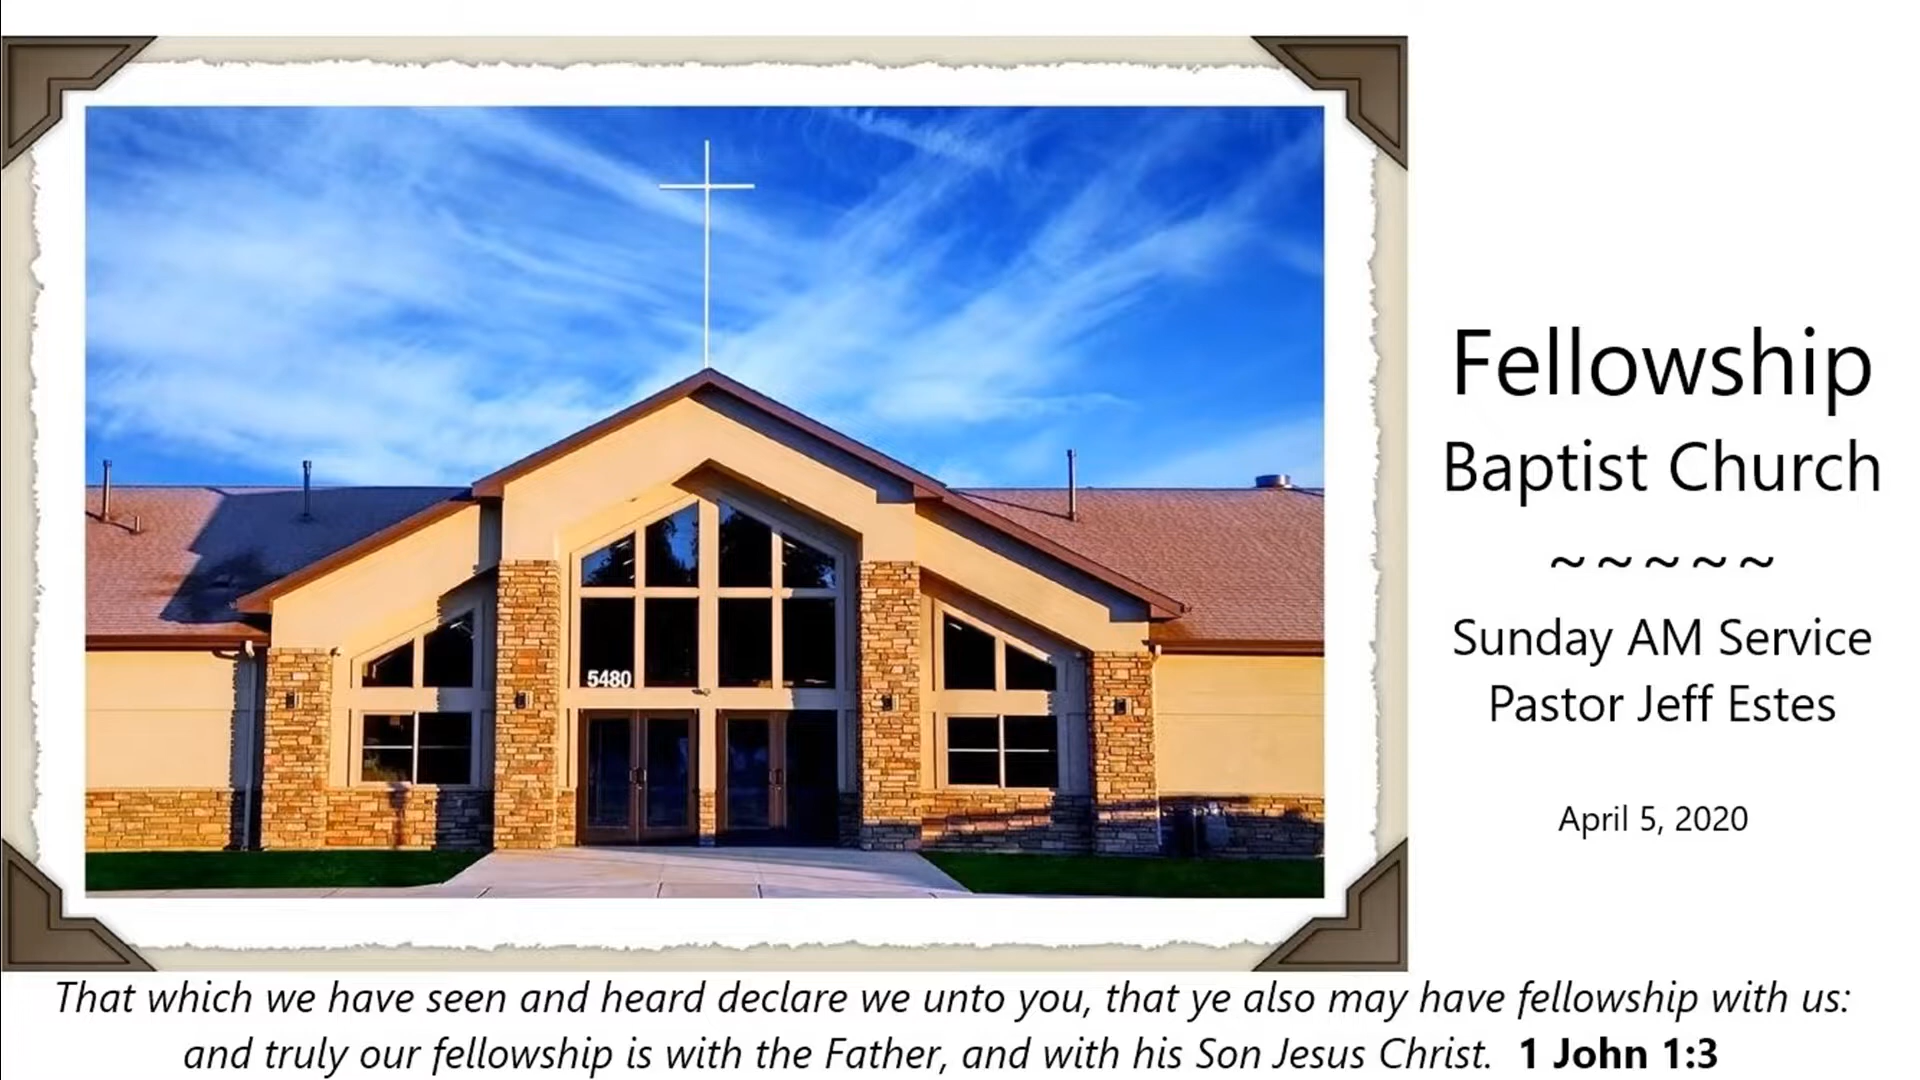 Fellowship
Baptist Church
~ ~ ~ ~ ~
Sunday AM Service
Pastor Jeff Estes
April 5, 2020
5480
That which we have seen and heard declare we unto you, that ye also may have fellowship with us:
and truly our fellowship is with the Father, and with his Son Jesus Christ. 1 John 1:3